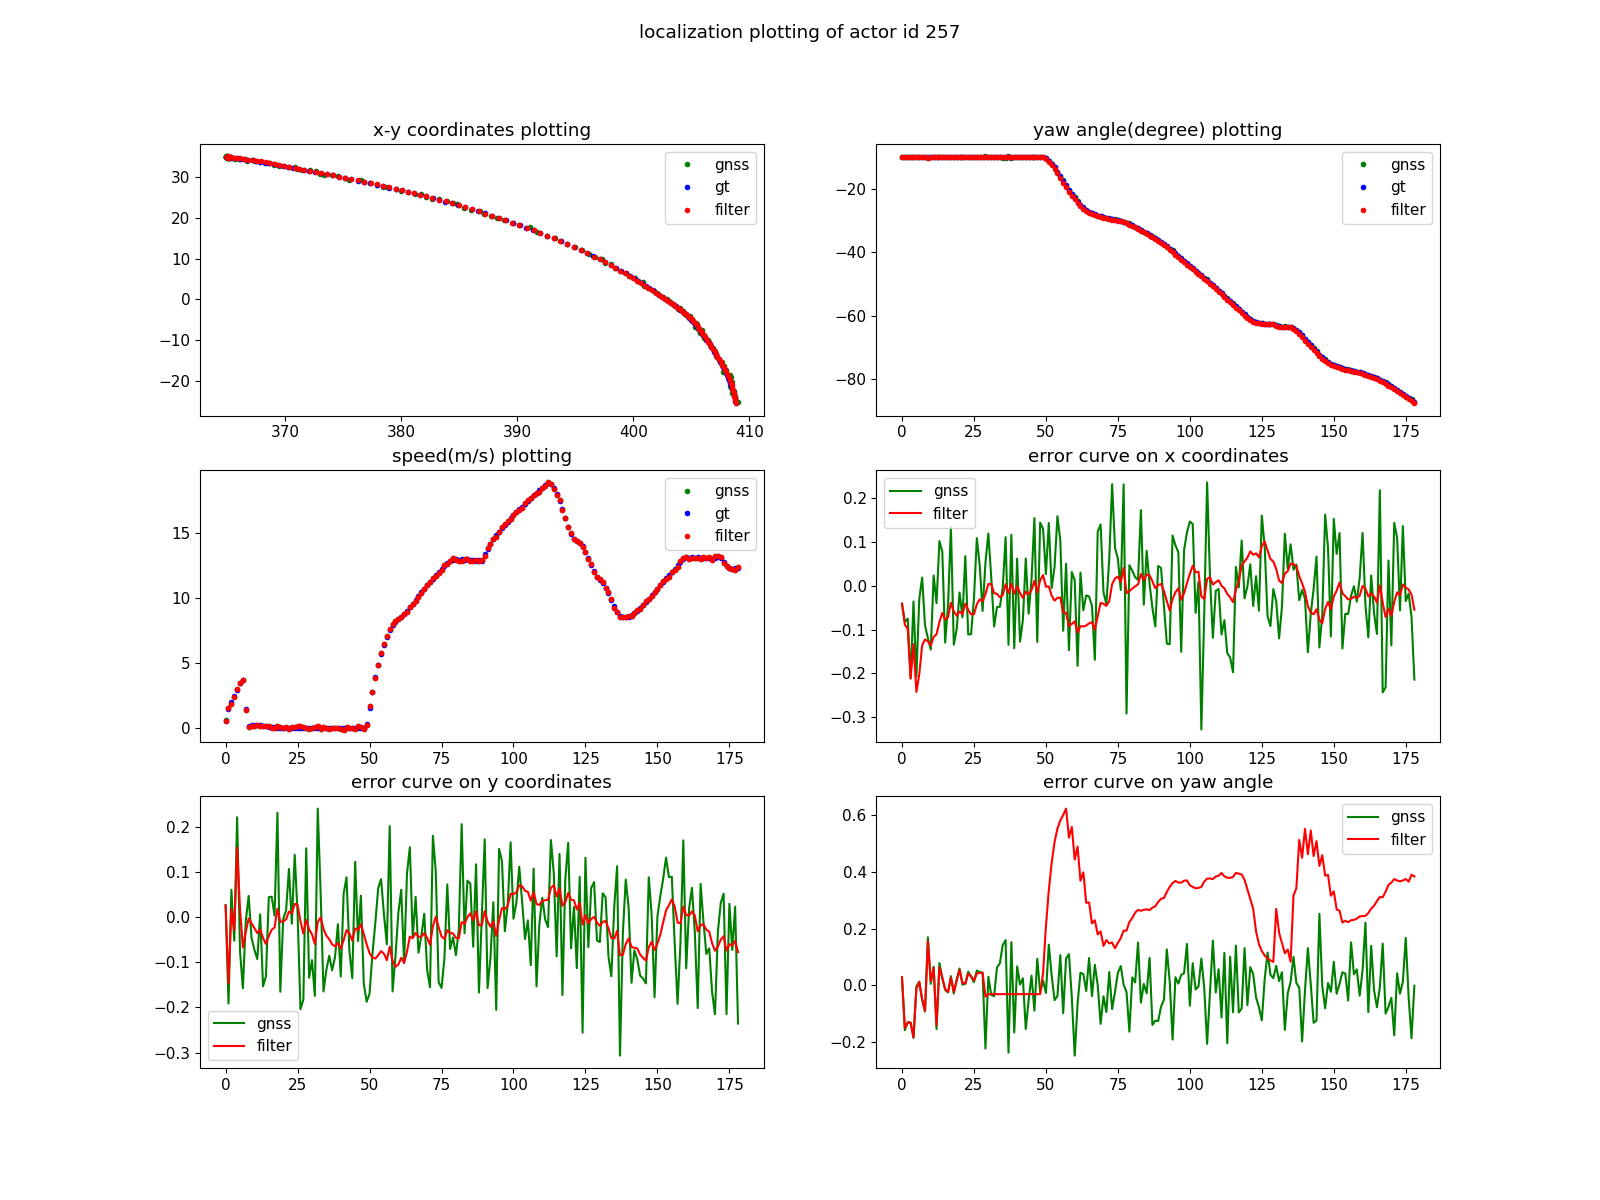 localization plotting of actor id 257
x-y coordinates plotting
30
20
10
0
−10
−20
370 380 390 400 410
gnss
gt
filter
yaw angle(degree) plotting
−20
−40
−60
−80
0 25 50 75 100 125 150 175
gnss
gt
filter
speed(m/s) plotting
15
10
5
0
0 25 50 75 100 125 150 175
gnss
gt
filter
error curve on x coordinates
0.2
0.1
0.0
−0.1
−0.2
−0.3
0 25 50 75 100 125 150 175
gnss
filter
error curve on y coordinates
0.2
0.1
0.0
−0.1
−0.2
−0.3
0 25 50 75 100 125 150 175
gnss
filter
error curve on yaw angle
0.6
0.4
0.2
0.0
−0.2
0 25 50 75 100 125 150 175
gnss
filter